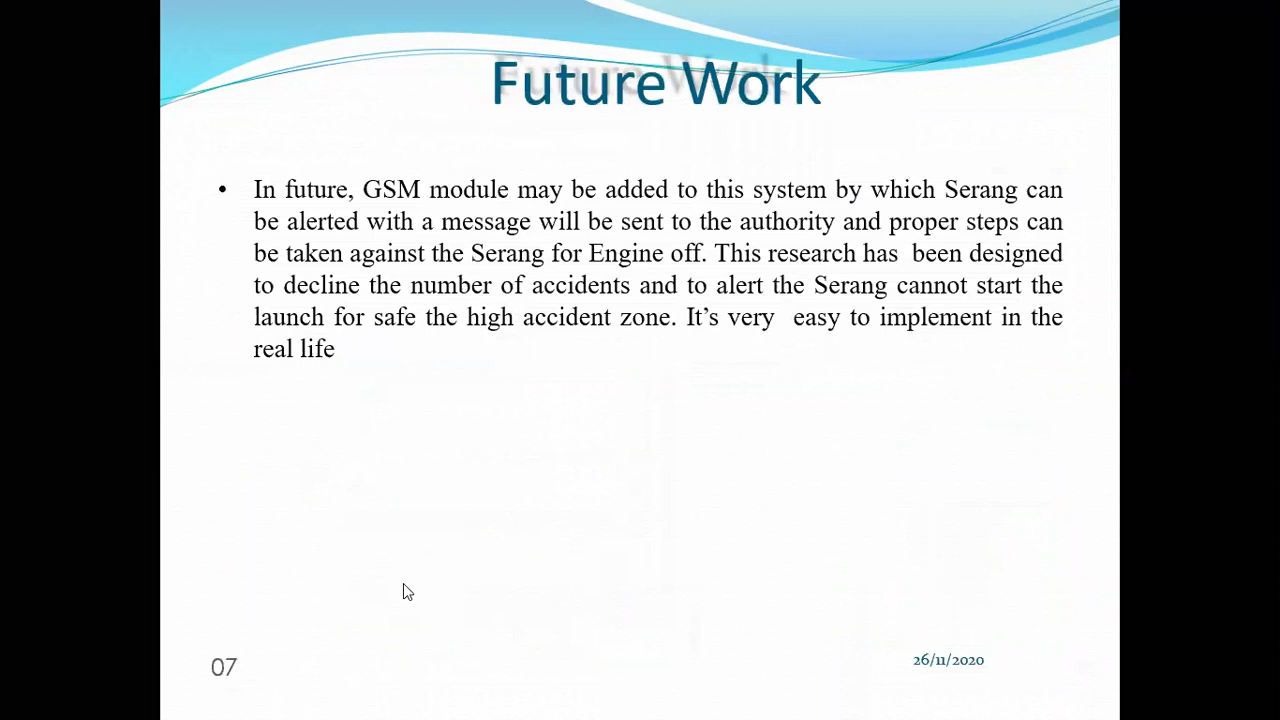 Future Work
• In future, GSM module may be added to this system by which Serang can
be alerted with a message will be sent to the authority and proper steps can
be taken against the Serang for Engine off. This research has been designed
to decline the number of accidents and to alert the Serang cannot start the
launch for safe the high accident zone. It’s very easy to implement in the
real life
07
26/11/2020